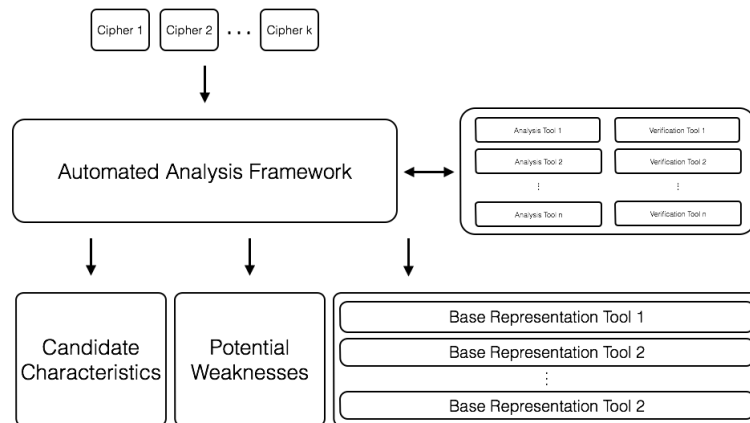 Cipher 1 Cipher 2 ... Cipher k
Automated Analysis Framework
Analysis Tool 1 Verification Tool 1
Analysis Tool 2 Verification Tool 2
⋮ ⋮
Analysis Tool n Verification Tool n
Candidate
Characteristics
Potential
Weaknesses
Base Representation Tool 1
Base Representation Tool 2
⋮
Base Representation Tool 2